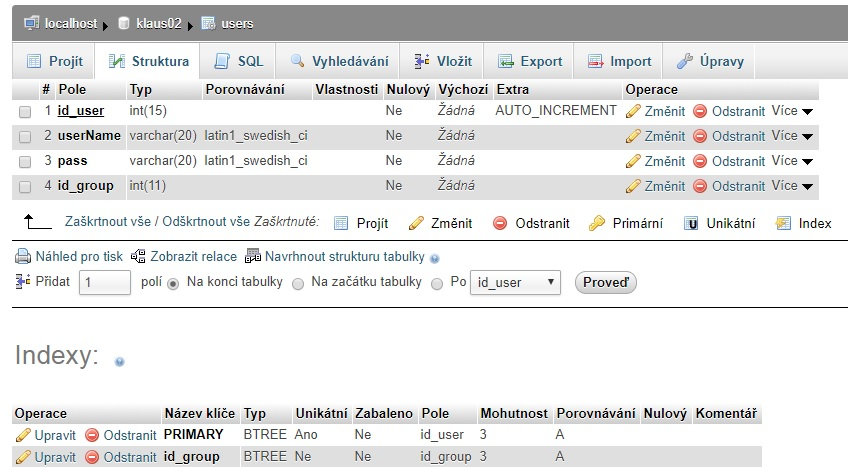 localhost klaus02 users
Projít Struktura SQL Vyhledávání Vložit Export Import Úpravy
# Pole Typ Porovnávání Vlastnosti Nulový Výchozí Extra Operace
1 id_user int(15) Ne Žádná AUTO_INCREMENT Změnit Odstranit Více
2 userName varchar(20) latin1_swedish_ci Ne Žádná Změnit Odstranit Více
3 pass varchar(20) latin1_swedish_ci Ne Žádná Změnit Odstranit Více
4 id_group int(11) Ne Žádná Změnit Odstranit Více
Zaškrtnout vše / Odškrtnout vše Zaškrtnuté: Projít Změnit Odstranit Primární U Unikátní Index
Náhled pro tisk Zobrazit relace Navrhnout strukturu tabulky
Přidat 1 polí Na konci tabulky Na začátku tabulky Po id_user Proveď
Indexy:
Operace Název klíče Typ Unikátní Zabaleno Pole Mohutnost Porovnávání Nulový Komentář
Upravit Odstranit PRIMARY BTREE Ano Ne id_user 3 A
Upravit Odstranit id_group BTREE Ne Ne id_group 3 A